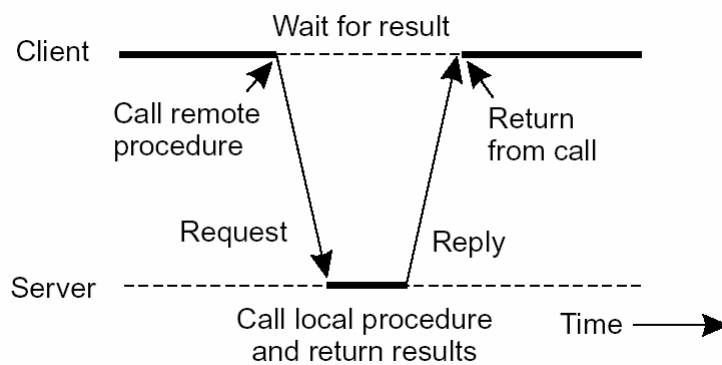 Wait for result
Client
Call remote
procedure
Return
from call
Request
Reply
Server
Call local procedure
and return results
Time